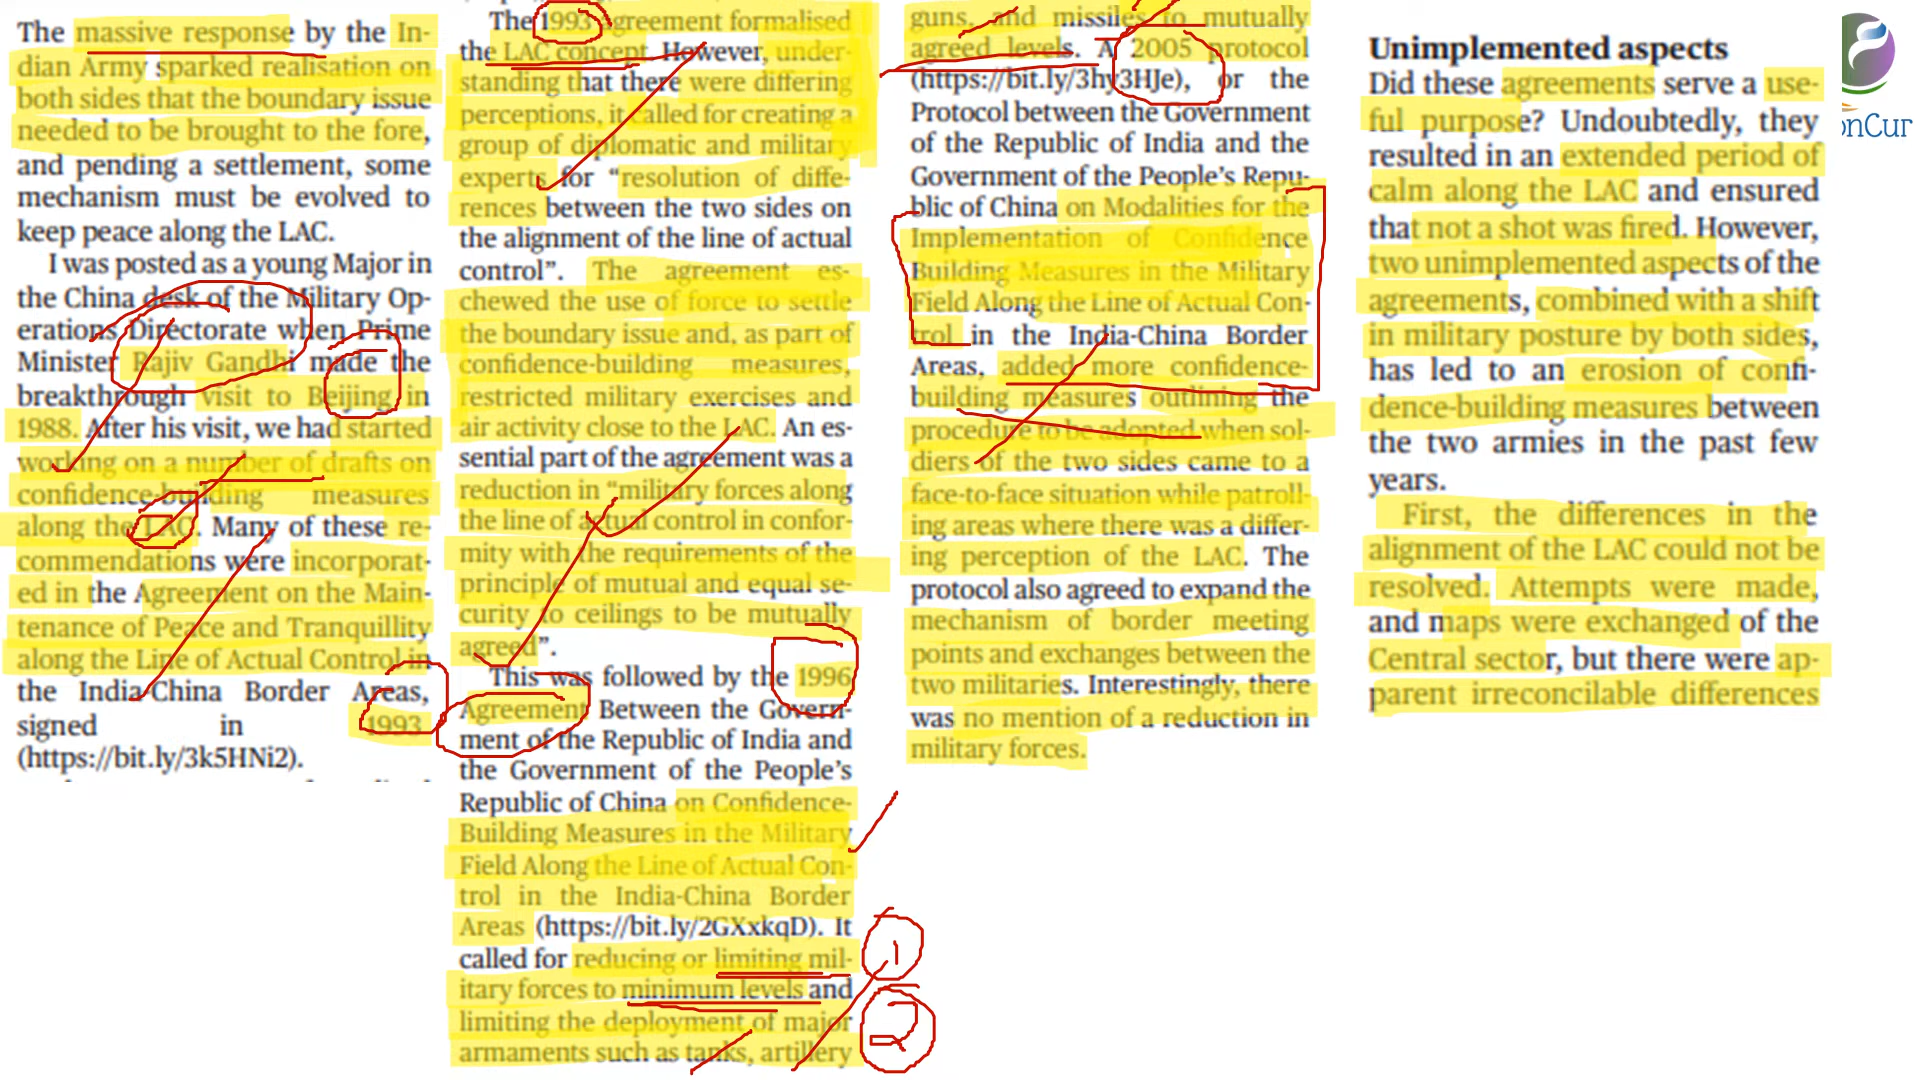 The massive response by the In-
dian Army sparked realisation on
both sides that the boundary issue
needed to be brought to the fore,
and pending a settlement, some
mechanism must be evolved to
keep peace along the LAC.
I was posted as a young Major in
the China desk of the Military Op-
erations Directorate when Prime
Minister Rajiv Gandhi made the
breakthrough visit to Beijing in
1988. After his visit, we had started
working on a number of drafts on
confidence-building measures
along the LAC. Many of these re-
commendations were incorporat-
ed in the Agreement on the Main-
tenance of Peace and Tranquillity
along the Line of Actual Control in
the India-China Border Areas,
signed in 1993
(https://bit.ly/3k5HNi2).
The 1993 agreement formalised
the LAC concept. However, under-
standing that there were differing
perceptions, it called for creating a
group of diplomatic and military
experts for “resolution of diffe-
rences between the two sides on
the alignment of the line of actual
control”. The agreement es-
chewed the use of force to settle
the boundary issue and, as part of
confidence-building measures,
restricted military exercises and
air activity close to the LAC. An es-
sential part of the agreement was a
reduction in “military forces along
the line of actual control in confor-
mity with the requirements of the
principle of mutual and equal se-
curity to ceilings to be mutually
agreed”.
This was followed by the 1996
Agreement Between the Govern-
ment of the Republic of India and
the Government of the People’s
Republic of China on Confidence-
Building Measures in the Military
Field Along the Line of Actual Con-
trol in the India-China Border
Areas (https://bit.ly/2GXxkqD). It
called for reducing or limiting mil-
itary forces to minimum levels and
limiting the deployment of major
armaments such as tanks, artillery
1
2
guns, and missiles to mutually
agreed levels. A 2005 protocol
(https://bit.ly/3hy3HJe), or the
Protocol between the Government
of the Republic of India and the
Government of the People’s Repu-
blic of China on Modalities for the
Implementation of Confidence
Building Measures in the Military
Field Along the Line of Actual Con-
trol in the India-China Border
Areas, added more confidence-
building measures outlining the
procedure to be adopted when sol-
diers of the two sides came to a
face-to-face situation while patroll-
ing areas where there was a differ-
ing perception of the LAC. The
protocol also agreed to expand the
mechanism of border meeting
points and exchanges between the
two militaries. Interestingly, there
was no mention of a reduction in
military forces.
Unimplemented aspects
Did these agreements serve a use-
ful purpose? Undoubtedly, they
resulted in an extended period of
calm along the LAC and ensured
that not a shot was fired. However,
two unimplemented aspects of the
agreements, combined with a shift
in military posture by both sides,
has led to an erosion of confi-
dence-building measures between
the two armies in the past few
years.
First, the differences in the
alignment of the LAC could not be
resolved. Attempts were made,
and maps were exchanged of the
Central sector, but there were ap-
parent irreconcilable differences
onCur